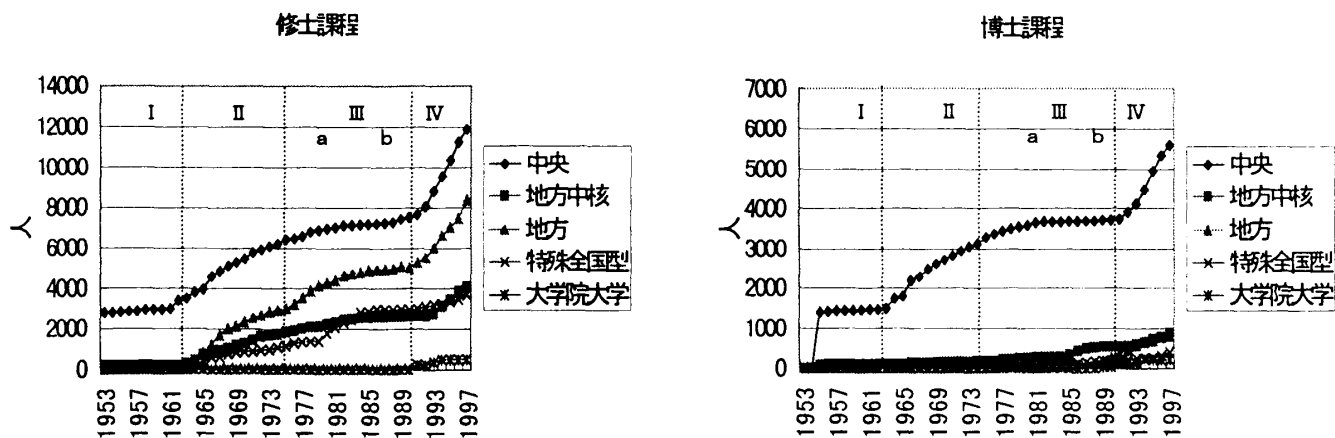 修士課程
14000
12000
10000
8000
6000
4000
2000
0
人
I
II
III
IV
a
b
1953
1957
1961
1965
1969
1973
1977
1981
1985
1989
1993
1997
中央
地方中核
地方
特殊全国型
大学院大学
博士課程
7000
6000
5000
4000
3000
2000
1000
0
人
I
II
III
IV
a
b
1953
1957
1961
1965
1969
1973
1977
1981
1985
1989
1993
1997
中央
地方中核
地方
特殊全国型
大学院大学